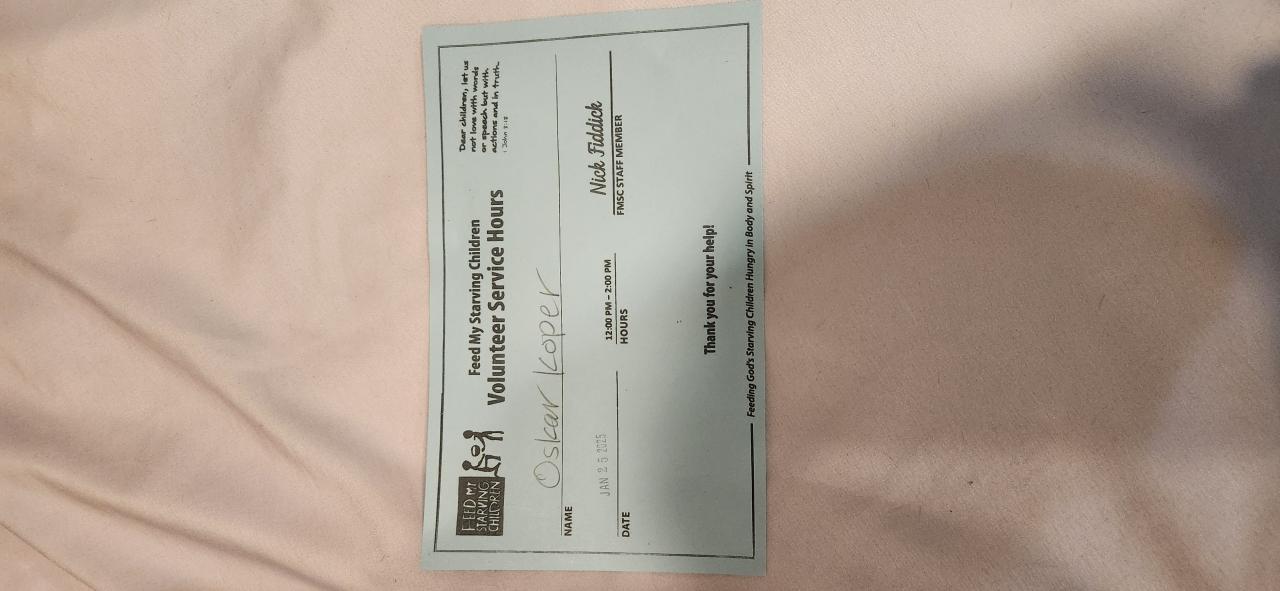 FEED MY
STARVING
CHILDREN
Feed My Starving Children
Volunteer Service Hours
Dear children, let us
not love with words
or speech but with
actions and in truth.
1 John 3:18
NAME Oskar Koper
JAN 25 2025 12:00 PM – 2:00 PM Nick Fiddick
DATE HOURS FMSC STAFF MEMBER
Thank you for your help!
Feeding God's Starving Children Hungry in Body and Spirit